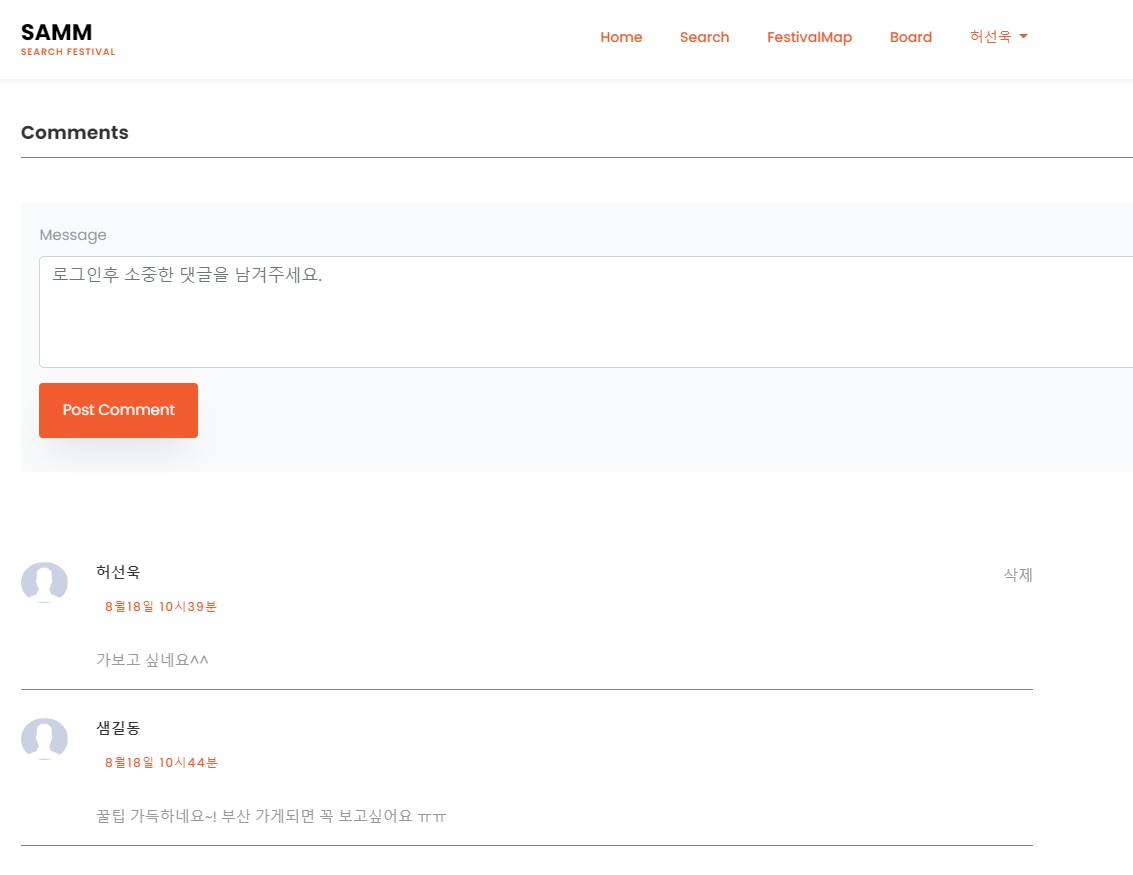 SAMM
SEARCH FESTIVAL
Home Search FestivalMap Board 허선욱
Comments
Message
로그인후 소중한 댓글을 남겨주세요.
Post Comment
허선욱 삭제
8월18일 10시39분
가보고 싶네요^^
샘길동
8월18일 10시44분
꿀팁 가득하네요~! 부산 가게되면 꼭 보고싶어요 ㅠㅠ